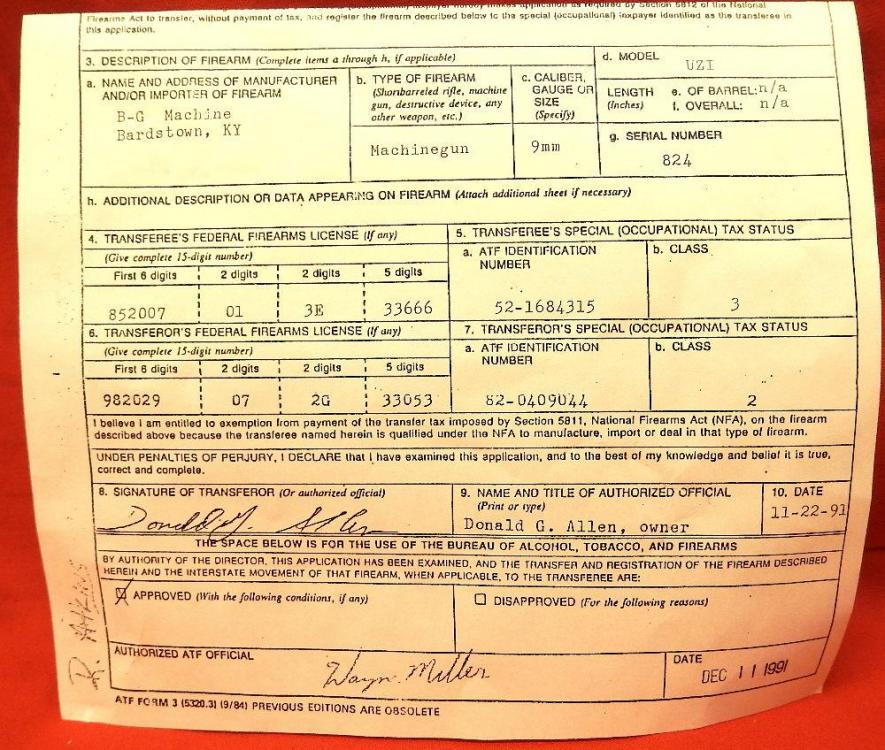 taxpayer hereby makes application as required by Section 5812 of the National
Firearms Act to transfer, without payment of tax, and register the firearm described below to the special (occupational) taxpayer identified as the transferee in
this application.
3. DESCRIPTION OF FIREARM (Complete items a through h, if applicable)
a. NAME AND ADDRESS OF MANUFACTURER
AND/OR IMPORTER OF FIREARM
B-G Machine
Bardstown, KY
b. TYPE OF FIREARM
(Shortbarreled rifle, machine
gun, destructive device, any
other weapon, etc.)
Machinegun
c. CALIBER,
GAUGE OR
SIZE
(Specify)
9mm
d. MODEL
UZI
LENGTH
(Inches)
e. OF BARREL: n/a
f. OVERALL: n/a
g. SERIAL NUMBER
824
h. ADDITIONAL DESCRIPTION OR DATA APPEARING ON FIREARM (Attach additional sheet if necessary)
4. TRANSFEREE'S FEDERAL FIREARMS LICENSE (If any)
(Give complete 15-digit number)
First 6 digits 2 digits 2 digits 5 digits
852007 01 3E 33666
5. TRANSFEREE'S SPECIAL (OCCUPATIONAL) TAX STATUS
a. ATF IDENTIFICATION
NUMBER
52-1684315
b. CLASS
3
6. TRANSFEROR'S FEDERAL FIREARMS LICENSE (If any)
(Give complete 15-digit number)
First 6 digits 2 digits 2 digits 5 digits
982029 07 2G 33053
7. TRANSFEROR'S SPECIAL (OCCUPATIONAL) TAX STATUS
a. ATF IDENTIFICATION
NUMBER
82-0409044
b. CLASS
2
I believe I am entitled to exemption from payment of the transfer tax imposed by Section 5811, National Firearms Act (NFA), on the firearm
described above because the transferee named herein is qualified under the NFA to manufacture, import or deal in that type of firearm.
UNDER PENALTIES OF PERJURY, I DECLARE that I have examined this application, and to the best of my knowledge and belief it is true,
correct and complete.
8. SIGNATURE OF TRANSFEROR (Or authorized official)
Donald G. Allen
9. NAME AND TITLE OF AUTHORIZED OFFICIAL
(Print or type)
Donald G. Allen, owner
10. DATE
11-22-91
THE SPACE BELOW IS FOR THE USE OF THE BUREAU OF ALCOHOL, TOBACCO, AND FIREARMS
BY AUTHORITY OF THE DIRECTOR, THIS APPLICATION HAS BEEN EXAMINED, AND THE TRANSFER AND REGISTRATION OF THE FIREARM DESCRIBED
HEREIN AND THE INTERSTATE MOVEMENT OF THAT FIREARM, WHEN APPLICABLE, TO THE TRANSFEREE ARE:
APPROVED (With the following conditions, if any)
DISAPPROVED (For the following reasons)
R. Atkins
AUTHORIZED ATF OFFICIAL
Wayne Miller
DATE
DEC 11 1991
ATF FORM 3 (5320.3) (9/84) PREVIOUS EDITIONS ARE OBSOLETE